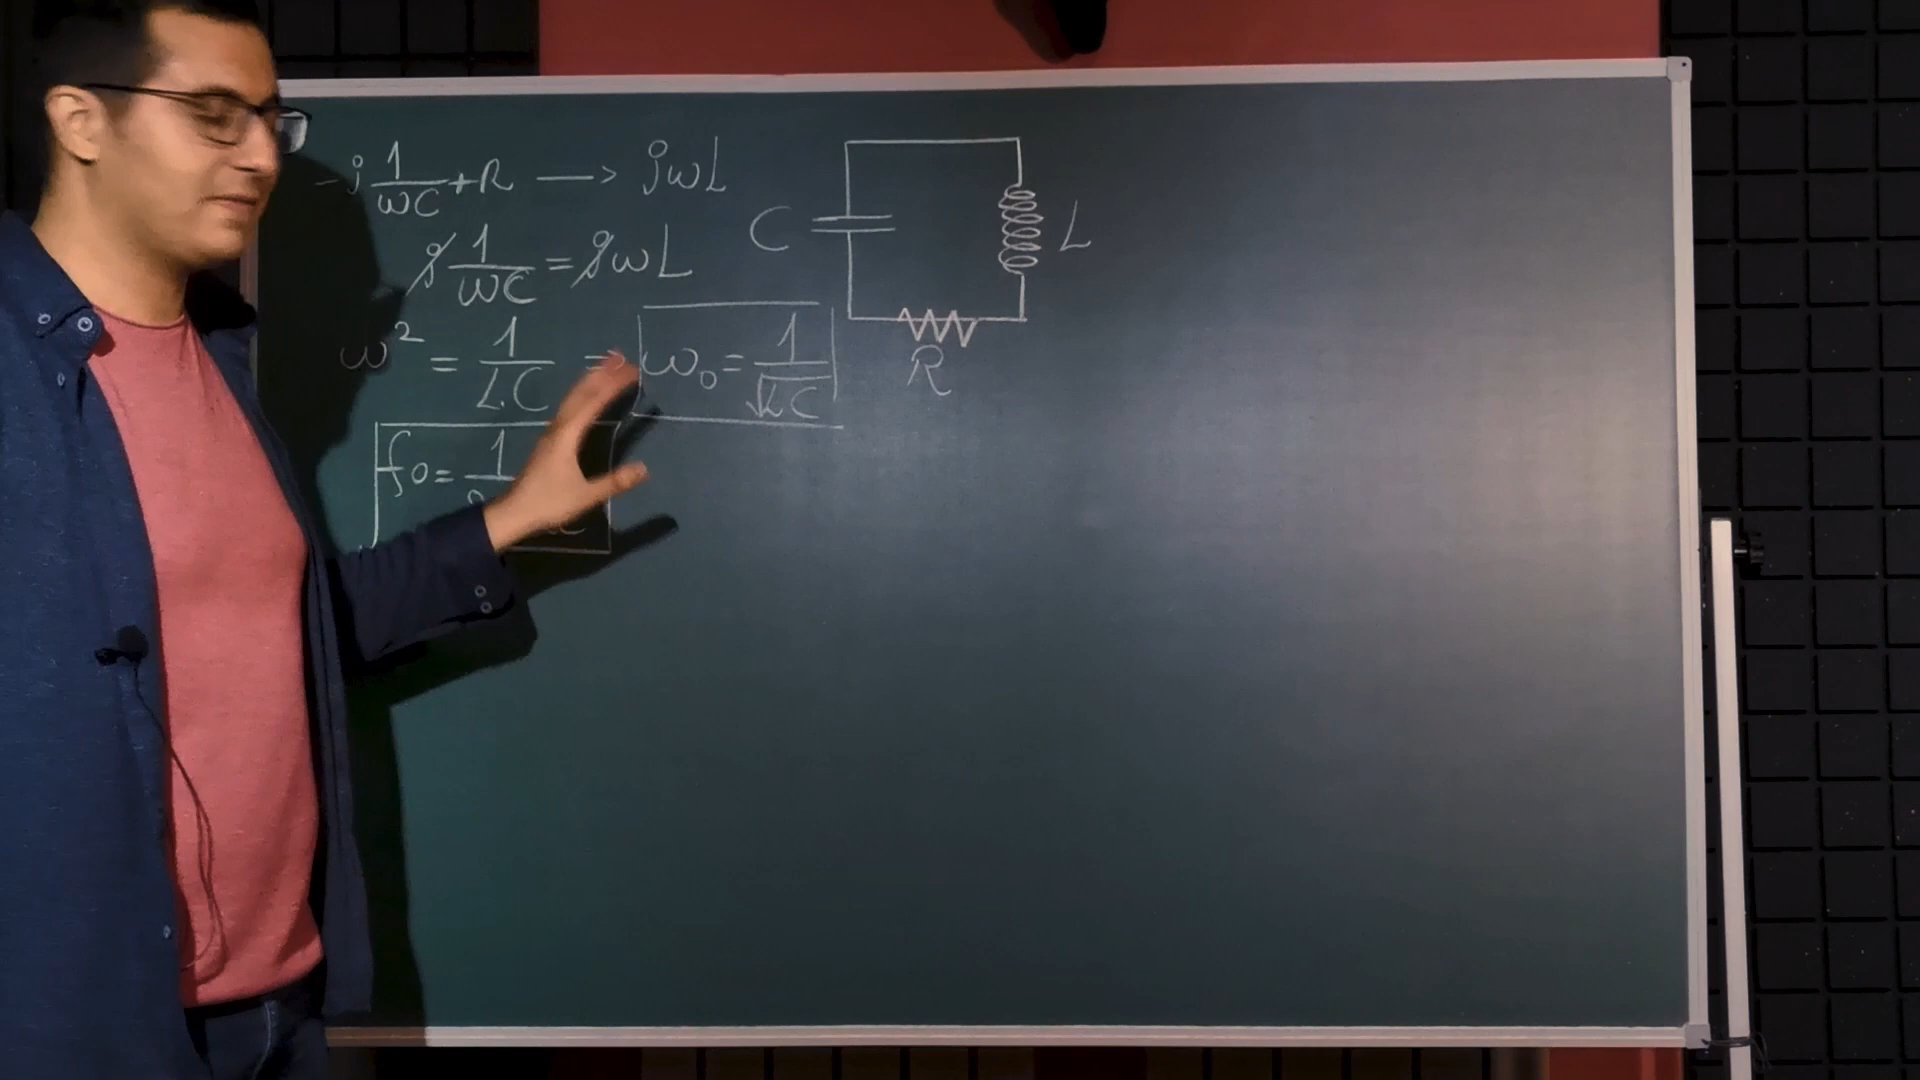 -j 1/ωC + R → jωL
j 1/ωC = jωL
ω² = 1/LC ⇒ ω₀ = 1/√LC
f₀ = 1
C
L
R